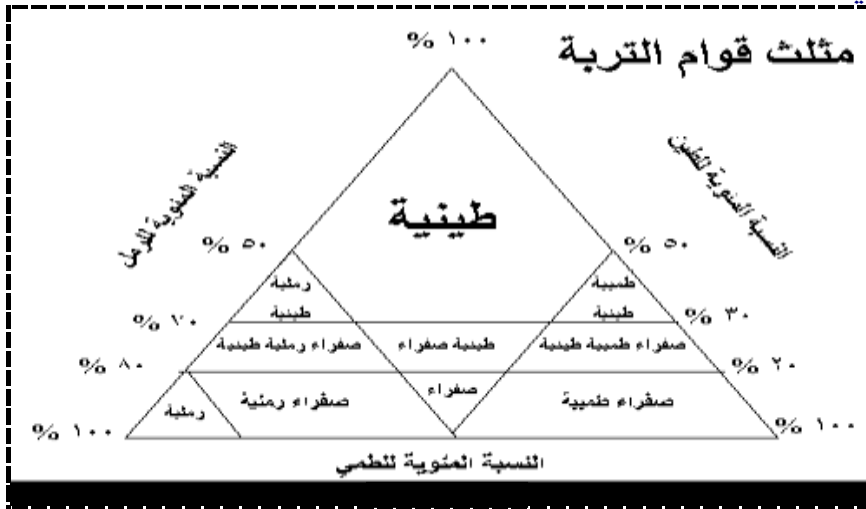 مثلث قوام التربة
% ١٠٠
النسبة المئوية للطين
النسبة المئوية للرمل
طينية
% ٥٠
% ٥٠
رملية
طينية
طميية
طينية
% ٧٠
% ٣٠
صفراء رملية طينية
طينية صفراء
صفراء طميية طينية
% ٨٠
% ٢٠
رملية
صفراء رملية
صفراء
صفراء طميية
% ١٠٠
% ١٠٠
النسبة المئوية للطمي